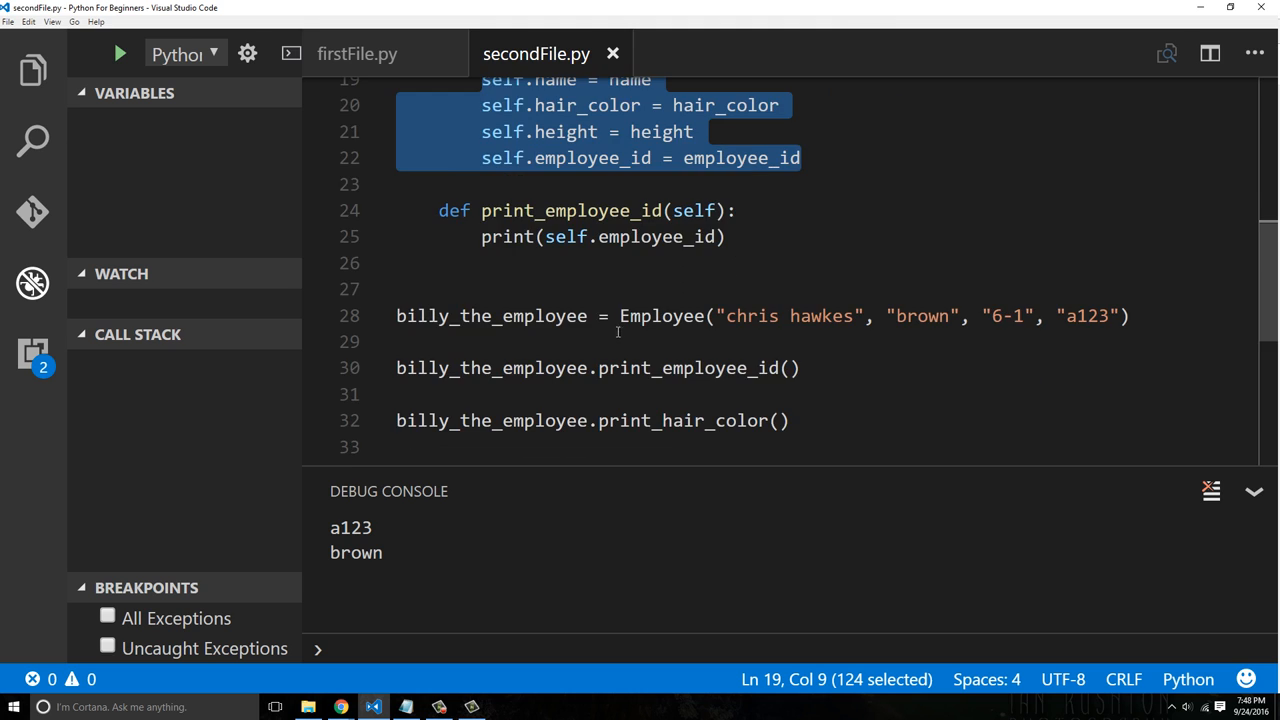 secondFile.py - Python For Beginners - Visual Studio Code
File Edit View Go Help
Pythor
firstFile.py
secondFile.py
VARIABLES
WATCH
CALL STACK
2
BREAKPOINTS
All Exceptions
Uncaught Exceptions
19 self.name = name
20 self.hair_color = hair_color
21 self.height = height
22 self.employee_id = employee_id
23
24 def print_employee_id(self):
25 print(self.employee_id)
26
27
28 billy_the_employee = Employee("chris hawkes", "brown", "6-1", "a123")
29
30 billy_the_employee.print_employee_id()
31
32 billy_the_employee.print_hair_color()
33
DEBUG CONSOLE
a123
brown
0 0 Ln 19, Col 9 (124 selected) Spaces: 4 UTF-8 CRLF Python
I'm Cortana. Ask me anything.
7:48 PM
9/24/2016